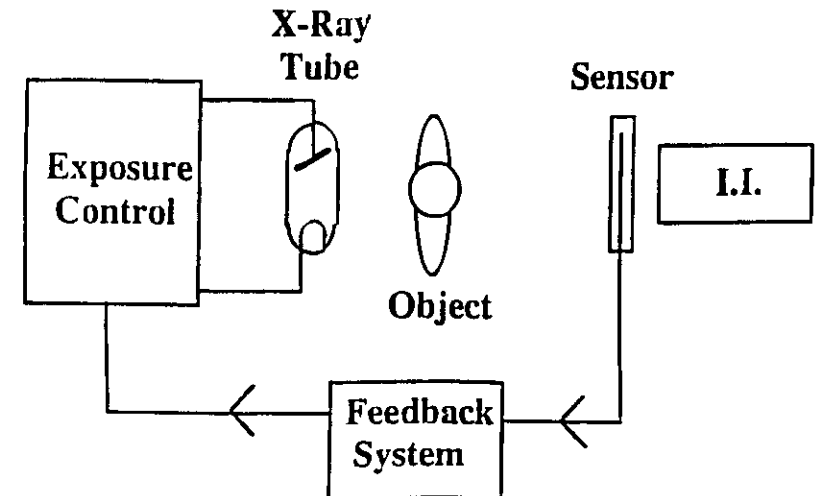 X-Ray
Tube
Sensor
Exposure
Control
I.I.
Object
Feedback
System